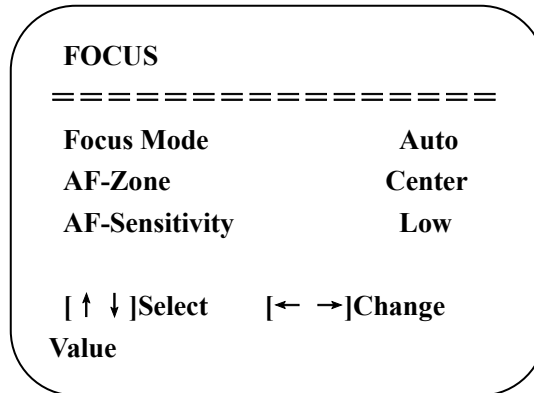 FOCUS
= = = = = = = = = = = = = = = =
Focus Mode Auto
AF-Zone Center
AF-Sensitivity Low
[ ↑ ↓ ]Select [← →]Change
Value